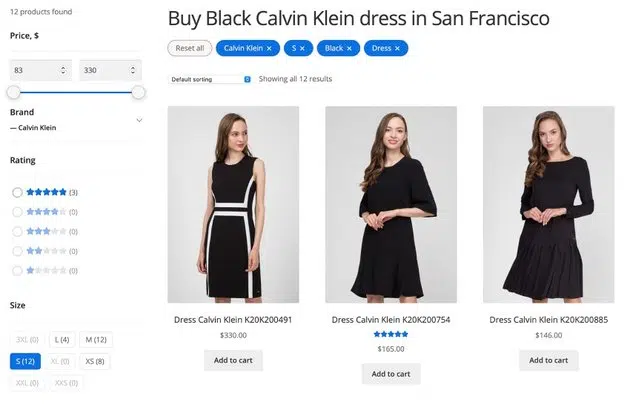 12 products found
Buy Black Calvin Klein dress in San Francisco
Price, $
Reset all
Calvin Klein ×
S ×
Black ×
Dress ×
83
330
Default sorting
Showing all 12 results
Brand
— Calvin Klein
Rating
(3)
(0)
(0)
(0)
(0)
Size
3XL (0)
L (4)
M (12)
S (12)
XL (0)
XS (8)
XXL (0)
XXS (0)
Dress Calvin Klein K20K200491
$330.00
Add to cart
Dress Calvin Klein K20K200754
$165.00
Add to cart
Dress Calvin Klein K20K200885
$146.00
Add to cart